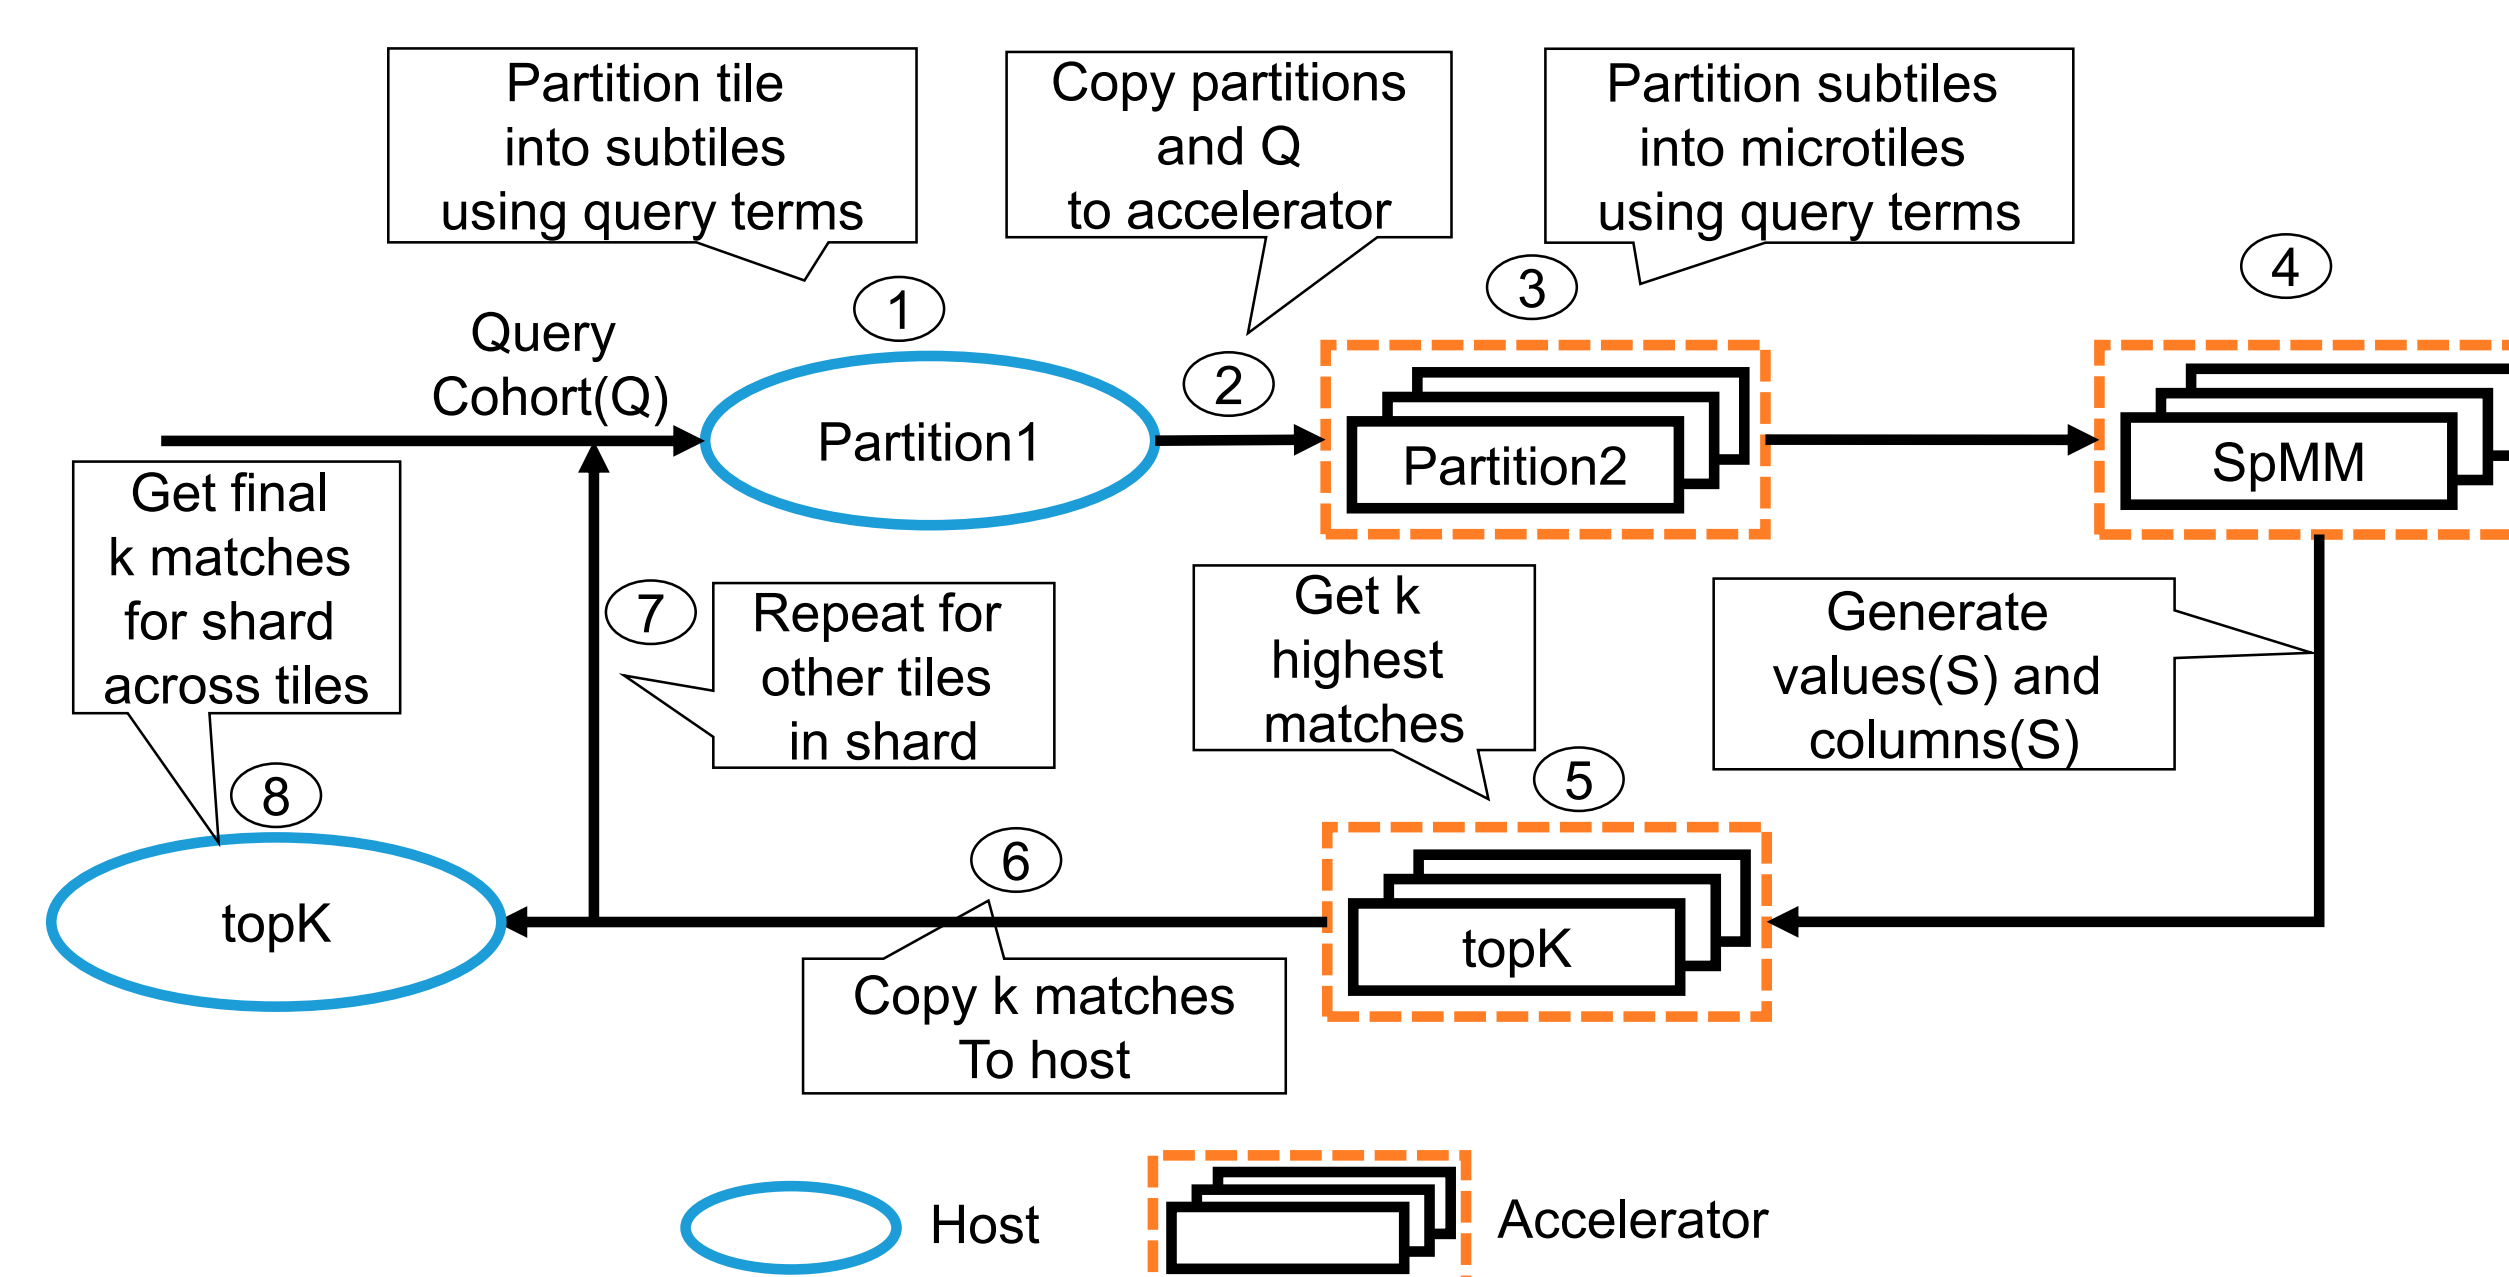 Partition tile
into subtiles
using query terms
Copy partitions
and Q
to accelerator
Partition subtiles
into microtiles
using query terms
1
2
3
4
Query
Cohort(Q)
Partition1
Partition2
SpMM
Get final
k matches
for shard
across tiles
7
Repeat for
other tiles
in shard
Get k
highest
matches
Generate
values(S) and
columns(S)
8
5
6
topK
topK
Copy k matches
To host
Host
Accelerator